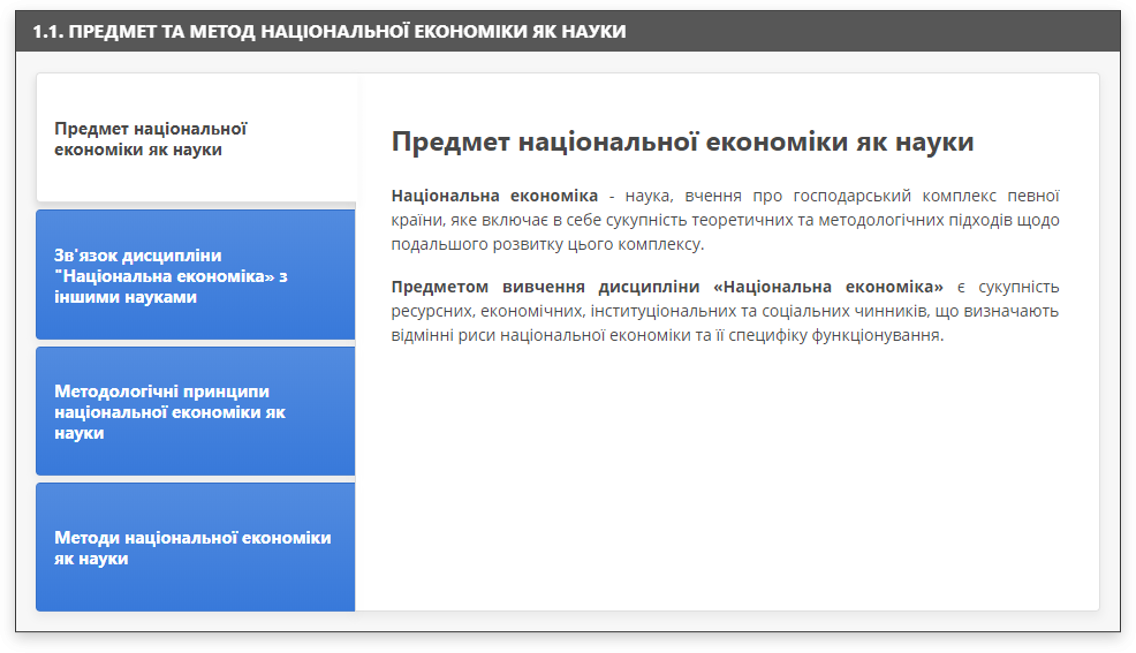 1.1. ПРЕДМЕТ ТА МЕТОД НАЦІОНАЛЬНОЇ ЕКОНОМІКИ ЯК НАУКИ
Предмет національної
економіки як науки
Зв'язок дисципліни
"Національна економіка» з
іншими науками
Методологічні принципи
національної економіки як
науки
Методи національної економіки
як науки
Предмет національної економіки як науки
Національна економіка - наука, вчення про господарський комплекс певної
країни, яке включає в себе сукупність теоретичних та методологічних підходів щодо
подальшого розвитку цього комплексу.
Предметом вивчення дисципліни «Національна економіка» є сукупність
ресурсних, економічних, інституціональних та соціальних чинників, що визначають
відмінні риси національної економіки та її специфіку функціонування.